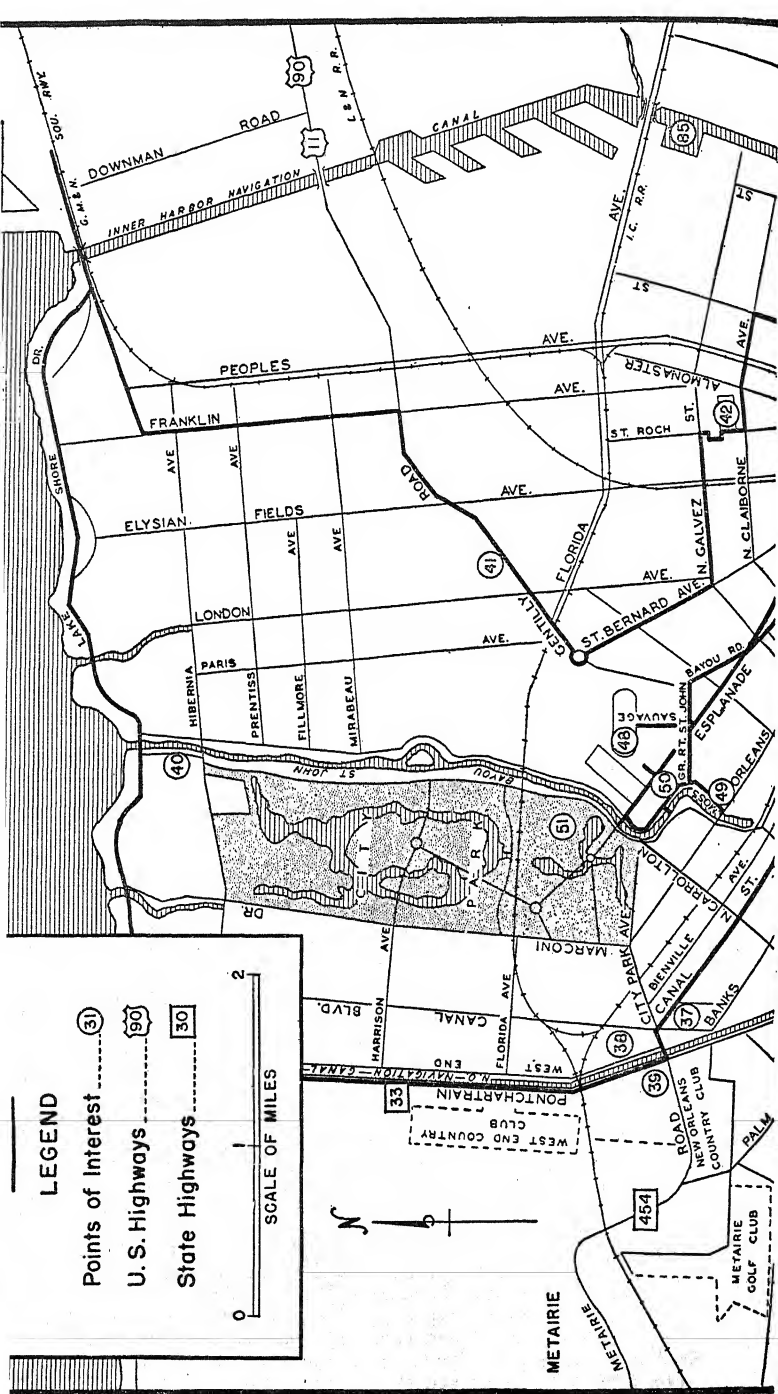 LEGEND
Points of Interest 31
U.S. Highways 90
State Highways 30
0 1 2
SCALE OF MILES
N
SOU. RWY.
G. M. & N.
DOWNMAN ROAD
90
11
L & N R. R.
INNER HARBOR NAVIGATION CANAL
85
AVE.
I. C. R.R.
ST
ST
LAKE SHORE DR.
PEOPLES AVE.
FRANKLIN AVE.
ALMONASTER AVE.
ST. ROCH
42
ELYSIAN FIELDS AVE.
N. GALVEZ ST.
N. CLAIBORNE
GENTILLY ROAD
41
FLORIDA
LONDON AVE.
PARIS AVE.
ST. BERNARD AVE.
HIBERNIA AVE
PRENTISS AVE
FILLMORE AVE
MIRABEAU AVE
BAYOU ST JOHN
40
BAYOU RD.
ESPLANADE
GR. RT. ST. JOHN
SAUVAGE
48
50
49
ORLEANS
MOSS
CITY
PARK
51
MARCONI DR.
CITY PARK AVE.
N CARROLLTON AVE.
BIENVILLE
CANAL ST.
BANKS
37
38
39
HARRISON AVE
FLORIDA AVE
CANAL BLVD.
WEST END
N.O. NAVIGATION CANAL
PONTCHARTRAIN
33
WEST END COUNTRY CLUB
NEW ORLEANS COUNTRY CLUB
METAIRIE ROAD
454
METAIRIE
METAIRIE GOLF CLUB
PALM